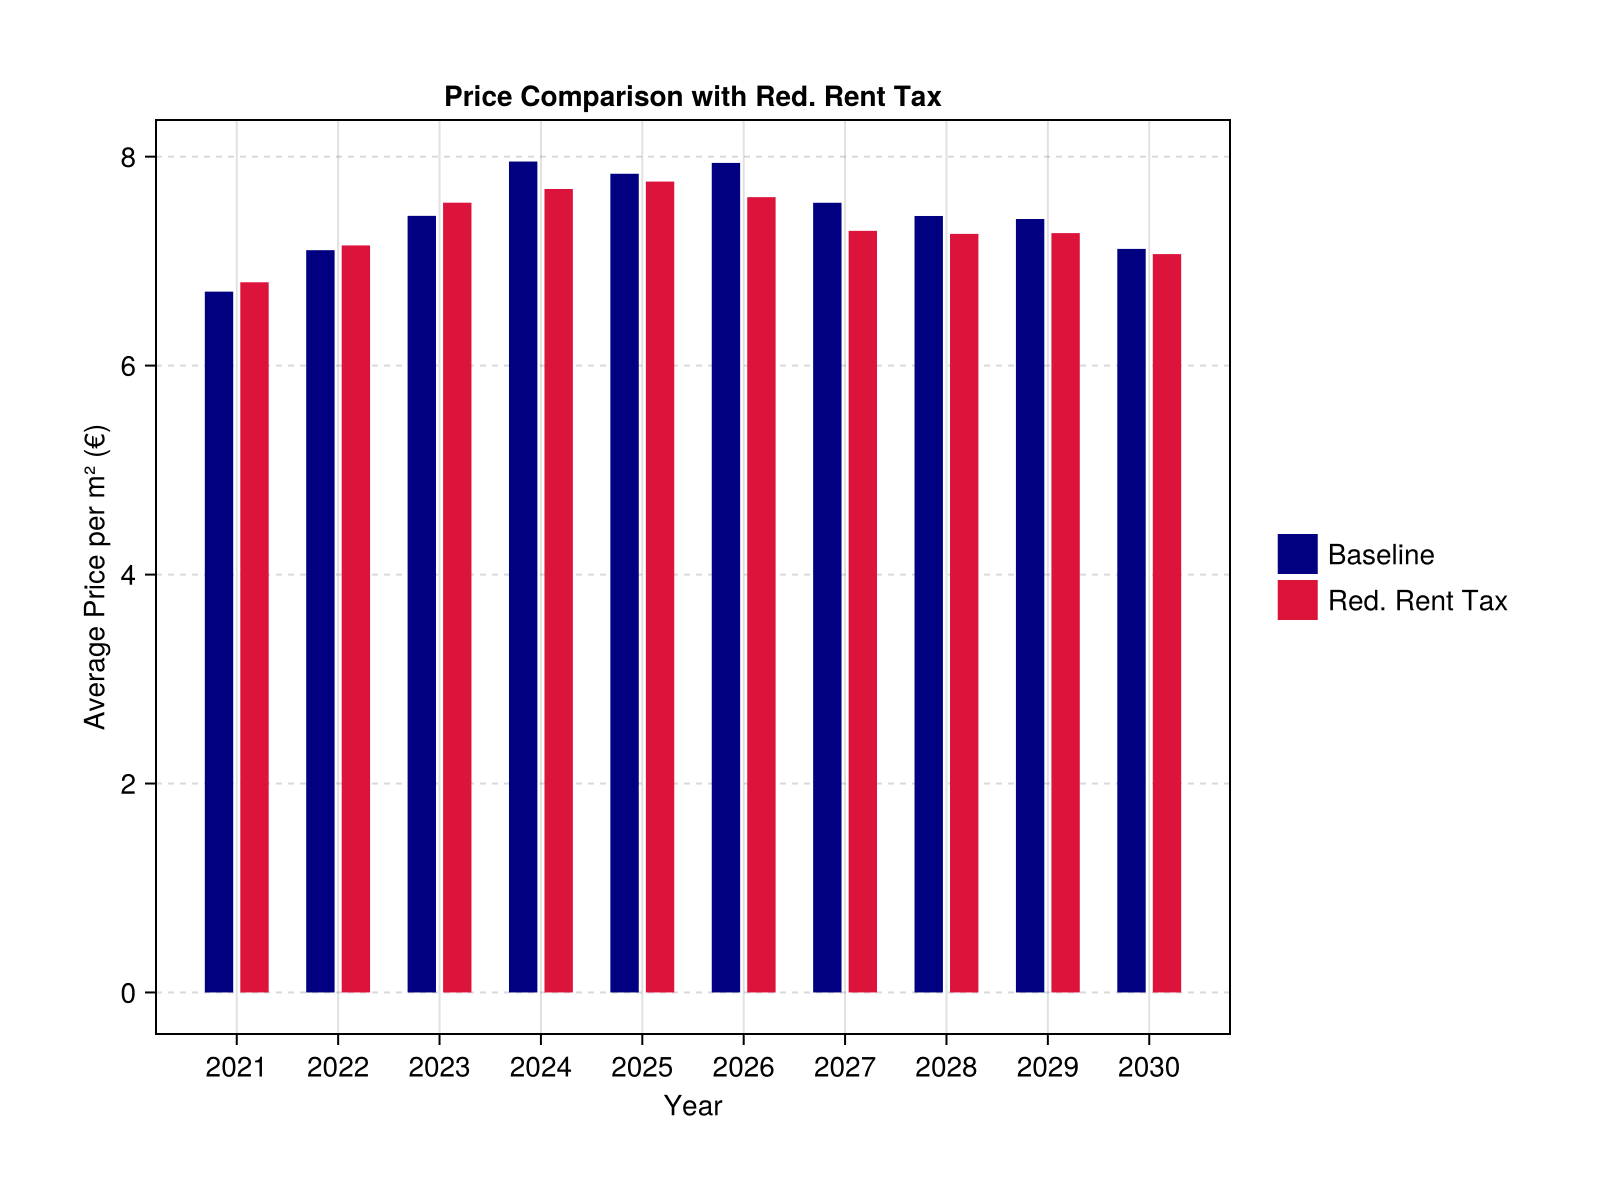 Price Comparison with Red. Rent Tax
Average Price per m² (€)
8
6
4
2
0
2021 2022 2023 2024 2025 2026 2027 2028 2029 2030
Year
Baseline
Red. Rent Tax